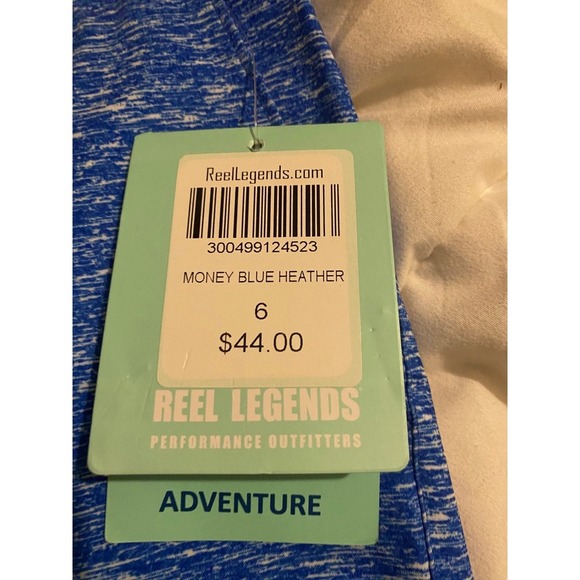 ReelLegends.com
300499124523
MONEY BLUE HEATHER
6
$44.00
REEL LEGENDS
PERFORMANCE OUTFITTERS
ADVENTURE